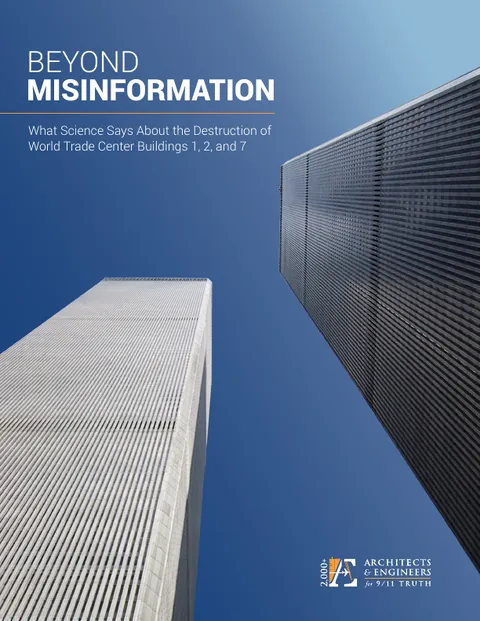 BEYOND
MISINFORMATION
What Science Says About the Destruction of
World Trade Center Buildings 1, 2, and 7
2,000+
AE
ARCHITECTS
& ENGINEERS
for 9/11 TRUTH